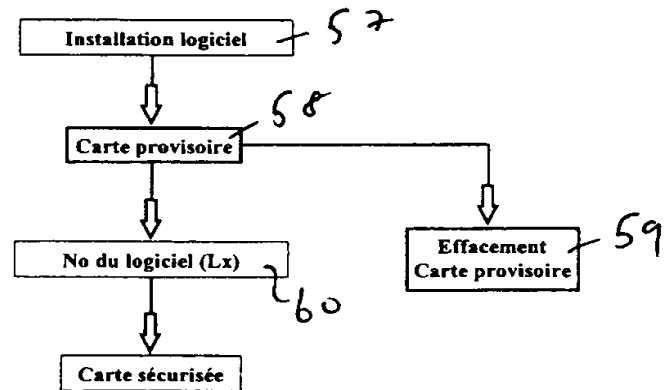 Installation logiciel 57
58
Carte provisoire
Effacement
Carte provisoire 59
No du logiciel (Lx)
60
Carte sécurisée